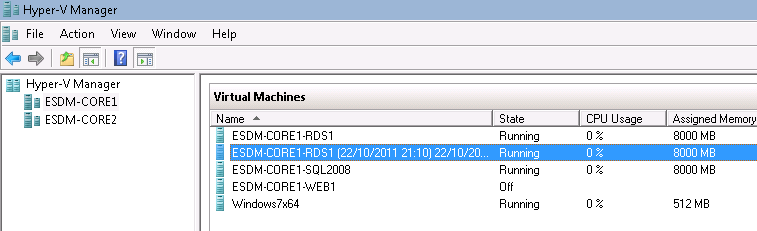 Hyper-V Manager
File Action View Window Help
Hyper-V Manager
ESDM-CORE1
ESDM-CORE2
Virtual Machines
Name State CPU Usage Assigned Memory
ESDM-CORE1-RDS1 Running 0 % 8000 MB
ESDM-CORE1-RDS1 (22/10/2011 21:10) 22/10/20... Running 0 % 8000 MB
ESDM-CORE1-SQL2008 Running 0 % 8000 MB
ESDM-CORE1-WEB1 Off
Windows7x64 Running 0 % 512 MB